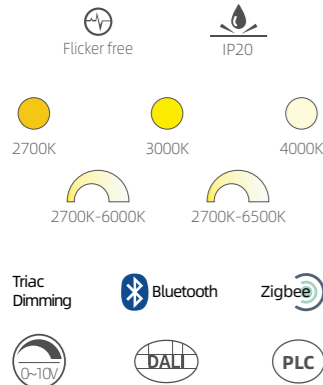 Flicker free
IP20
2700K
3000K
4000K
2700K-6000K
2700K-6500K
Triac
Dimming
Bluetooth
Zigbee
0~10V
DALI
PLC